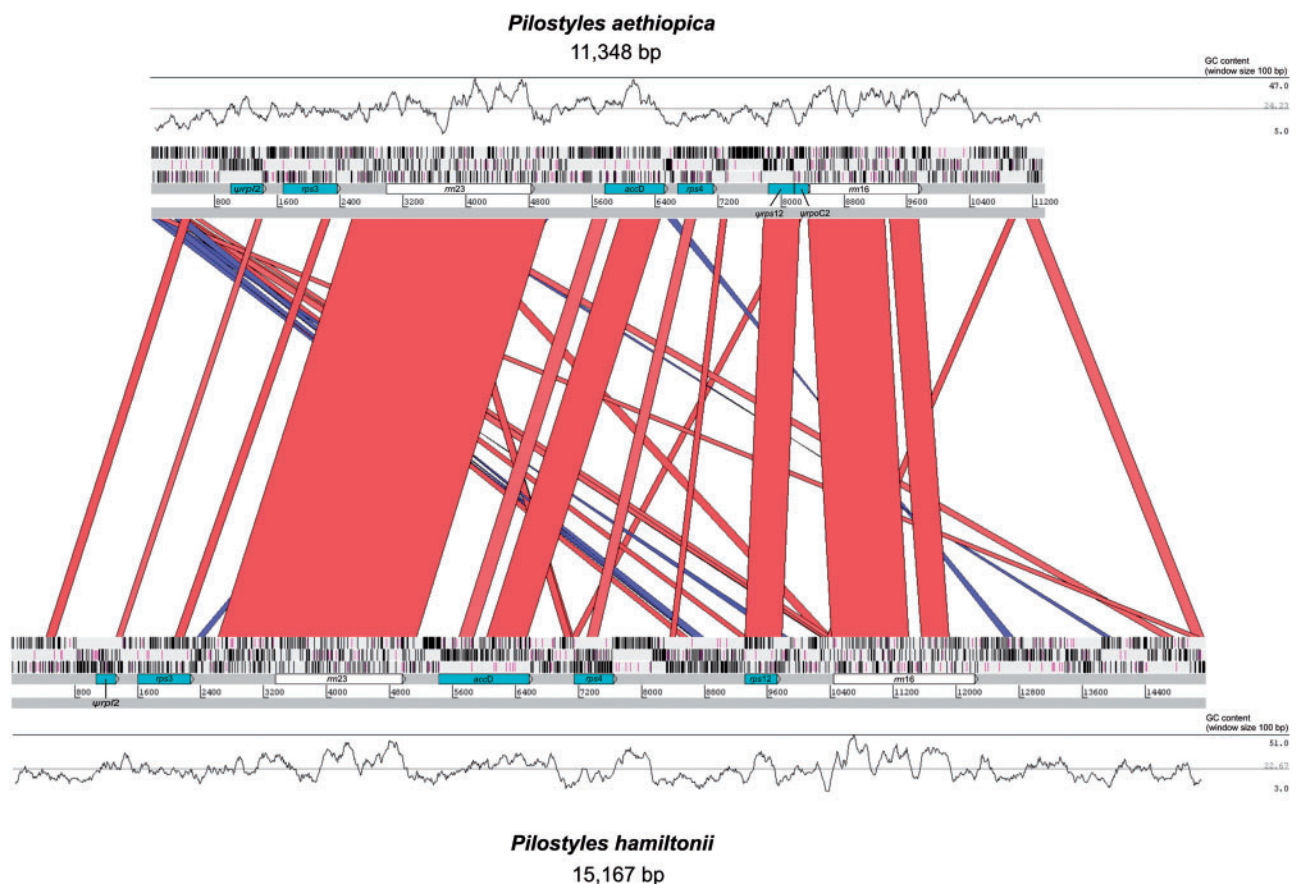 Pilostyles aethiopica
11,348 bp
GC content
(window size 100 bp)
47.0
24.23
5.0
ψrpl2 rps3 rrn23 accD rps4 rrn16
800 1600 2400 3200 4000 4800 5600 6400 7200 8000 8800 9600 10400 11200
ψrps12 ψrpoC2
ψrpl2 rps3 rrn23 accD rps4 rps12 rrn16
800 1600 2400 3200 4000 4800 5600 6400 7200 8000 8800 9600 10400 11200 12000 12800 13600 14400
GC content
(window size 100 bp)
51.0
22.67
3.0
Pilostyles hamiltonii
15,167 bp